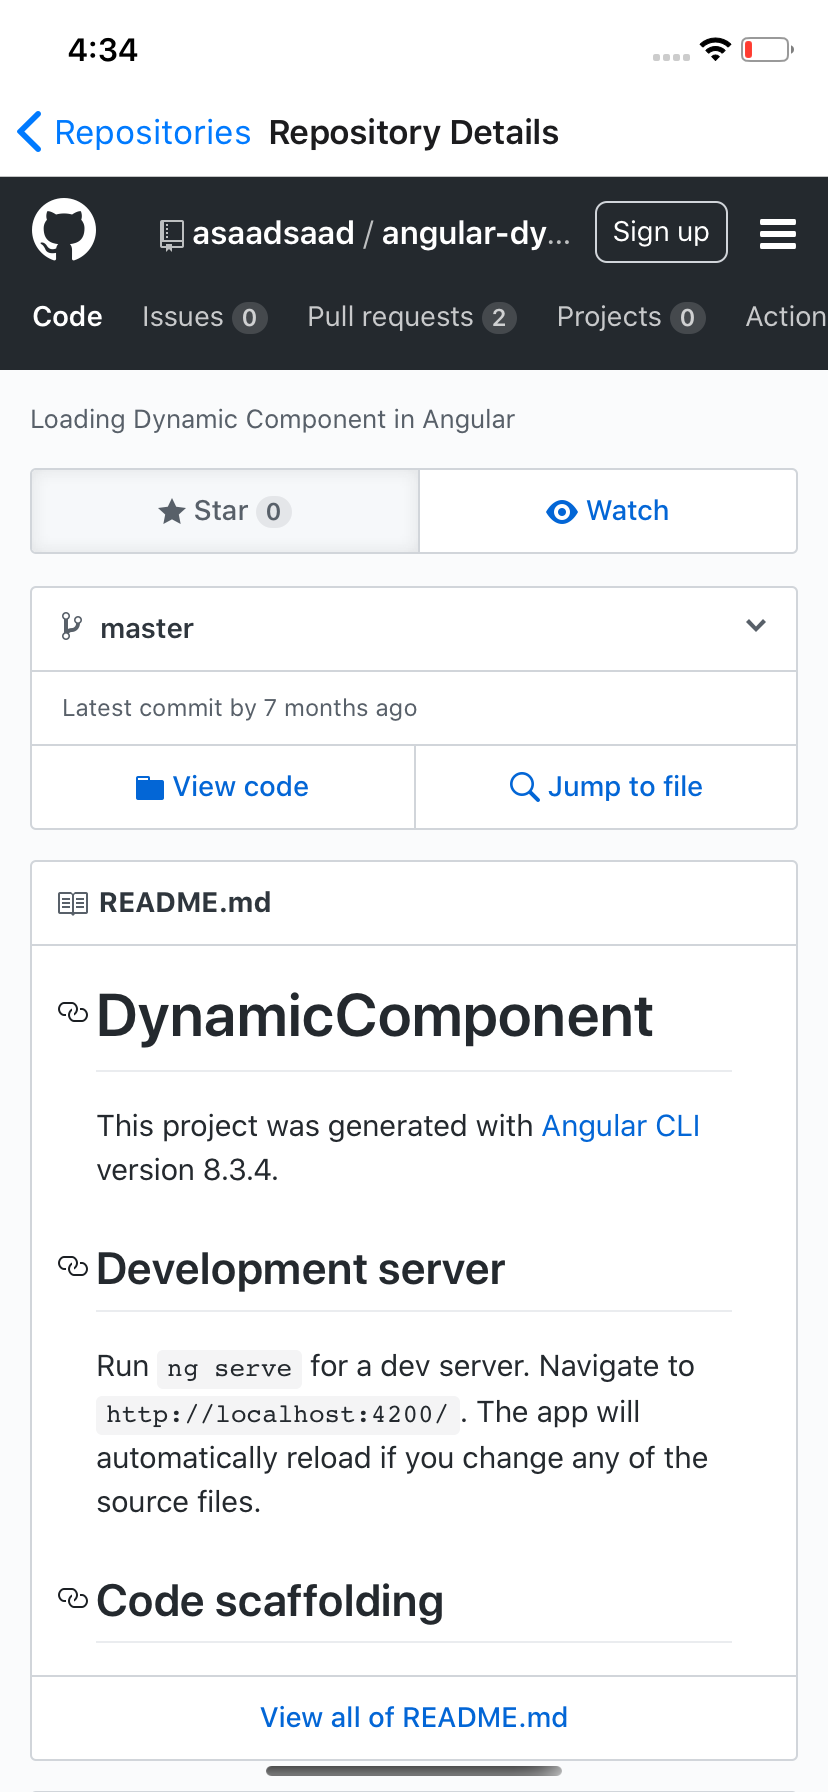 4:34
Repositories Repository Details
asaadsaad / angular-dy... Sign up
Code Issues 0 Pull requests 2 Projects 0 Action
Loading Dynamic Component in Angular
Star 0 Watch
master
Latest commit by 7 months ago
View code Jump to file
README.md
DynamicComponent
This project was generated with Angular CLI
version 8.3.4.
Development server
Run ng serve for a dev server. Navigate to
http://localhost:4200/ . The app will
automatically reload if you change any of the
source files.
Code scaffolding
View all of README.md